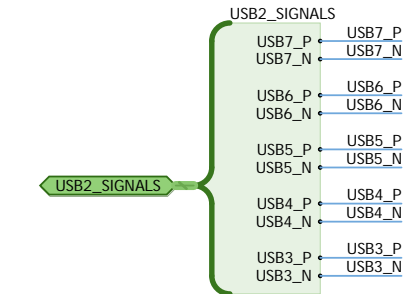 USB2_SIGNALS
USB7_P USB7_P
USB7_N USB7_N
USB6_P USB6_P
USB6_N USB6_N
USB5_P USB5_P
USB5_N USB5_N
USB2_SIGNALS
USB4_P USB4_P
USB4_N USB4_N
USB3_P USB3_P
USB3_N USB3_N